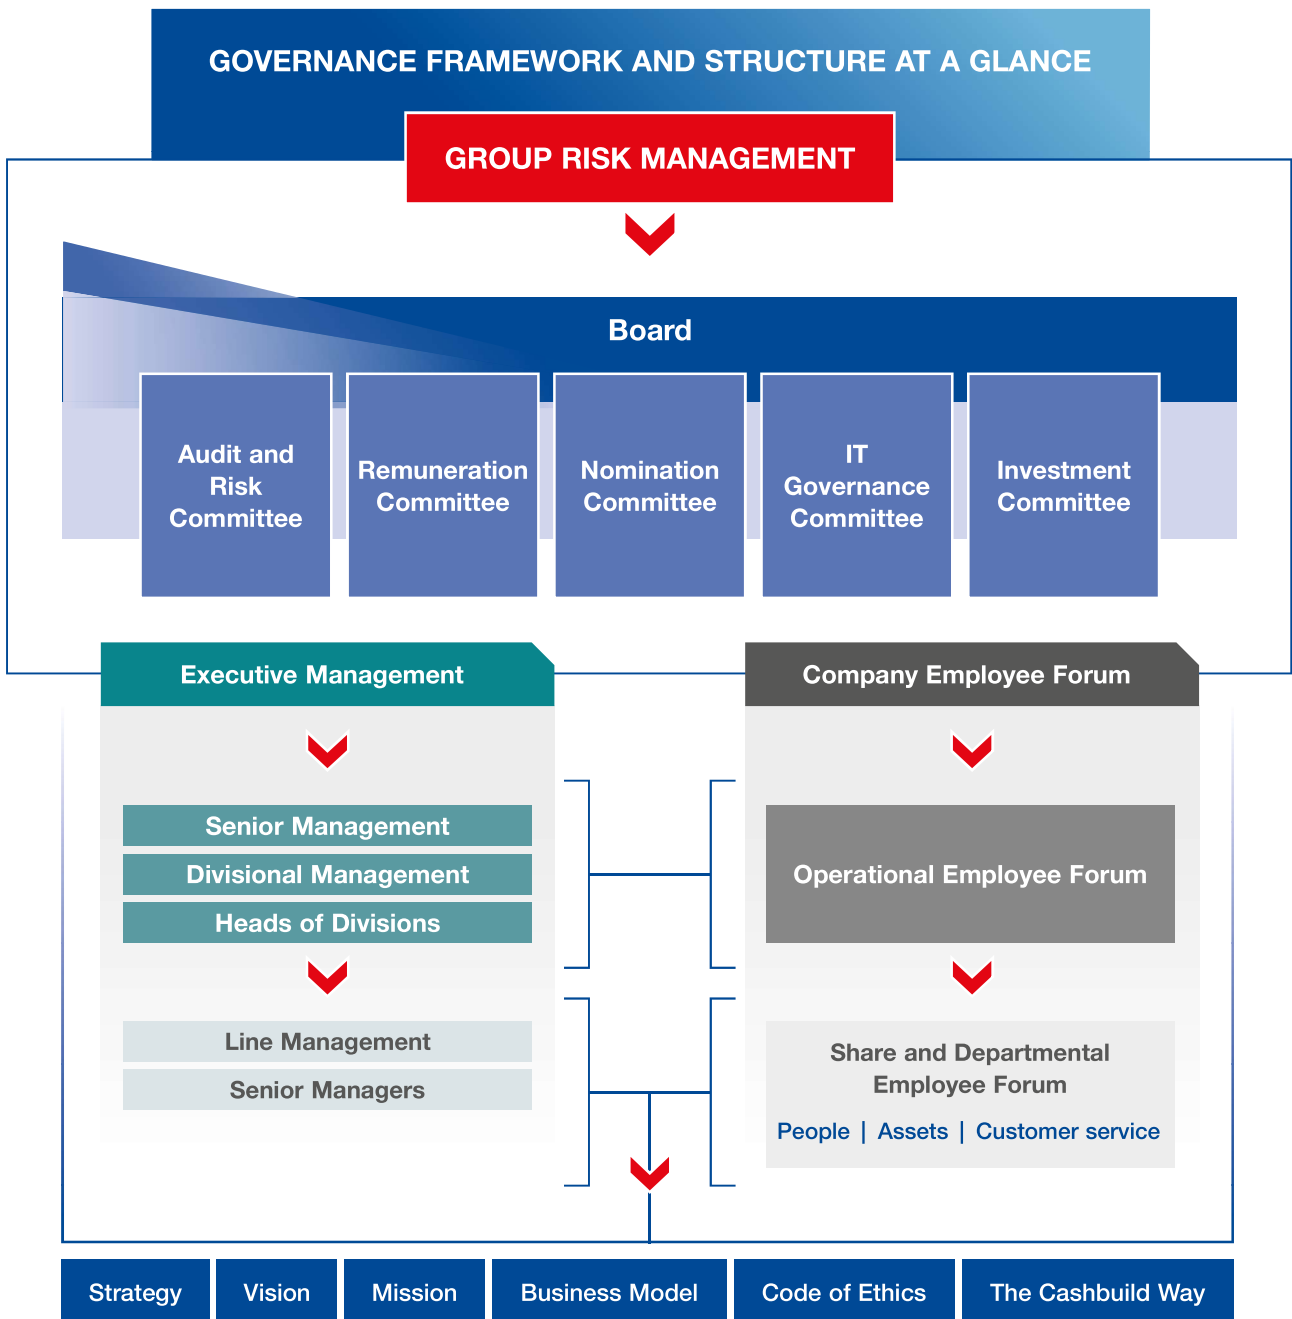 GOVERNANCE FRAMEWORK AND STRUCTURE AT A GLANCE
GROUP RISK MANAGEMENT
Board
Audit and
Risk
Committee
Remuneration
Committee
Nomination
Committee
IT
Governance
Committee
Investment
Committee
Executive Management
Senior Management
Divisional Management
Heads of Divisions
Line Management
Senior Managers
Company Employee Forum
Operational Employee Forum
Share and Departmental
Employee Forum
People | Assets | Customer service
Strategy
Vision
Mission
Business Model
Code of Ethics
The Cashbuild Way